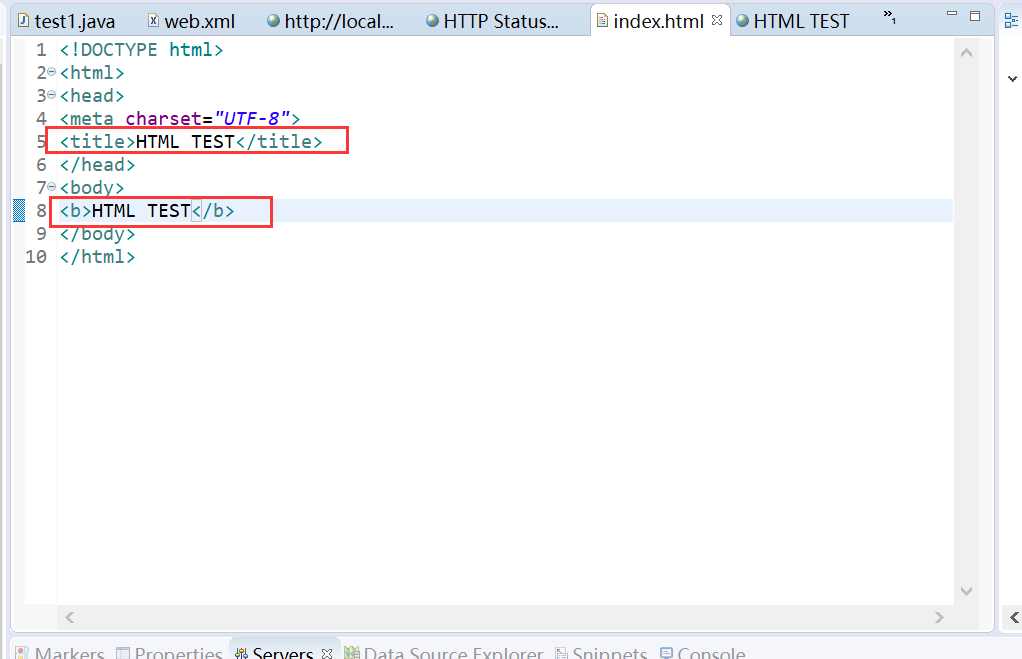 test1.java web.xml http://local... HTTP Status... index.html HTML TEST »1
1 <!DOCTYPE html>
2 <html>
3 <head>
4 <meta charset="UTF-8">
5 <title>HTML TEST</title>
6 </head>
7 <body>
8 <b>HTML TEST</b>
9 </body>
10 </html>
Markers Properties Servers Data Source Explorer Snippets Console